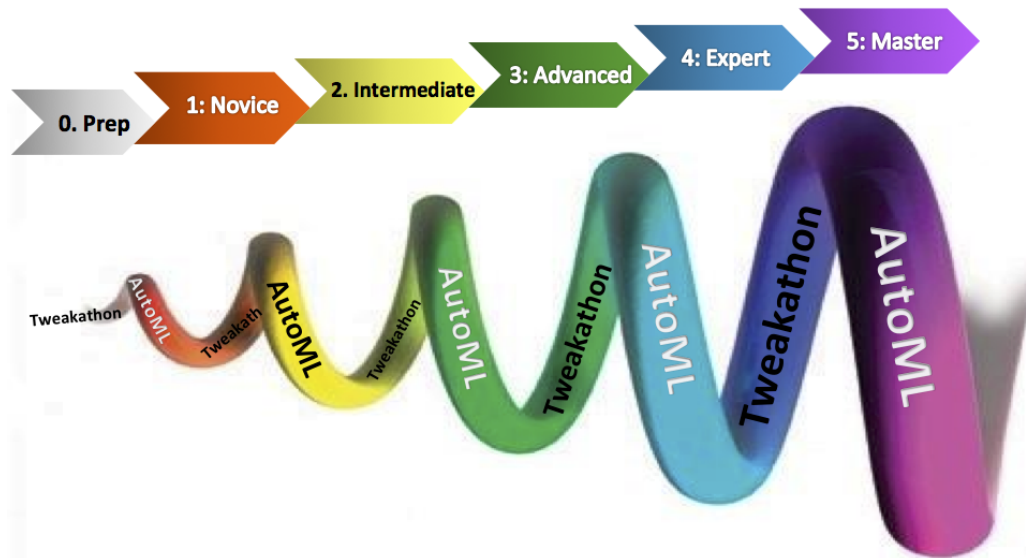 0. Prep
1: Novice
2. Intermediate
3: Advanced
4: Expert
5: Master
Tweakathon
AutoML
Tweakath
AutoML
Tweakathon
AutoML
Tweakathon
AutoML
Tweakathon
AutoML